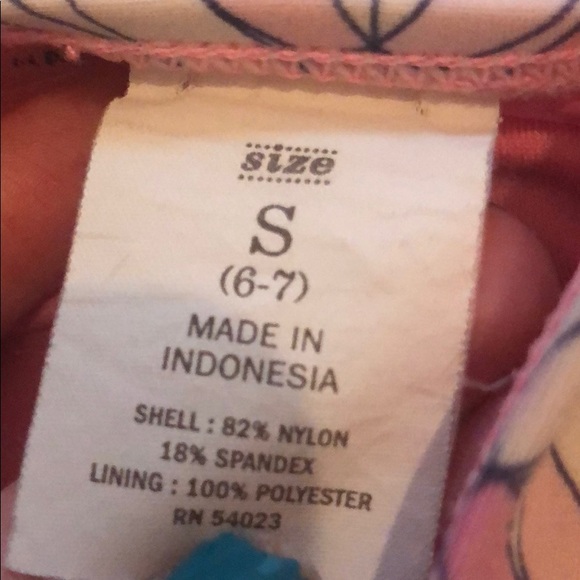 size
S
(6-7)
MADE IN
INDONESIA
SHELL : 82% NYLON
18% SPANDEX
LINING : 100% POLYESTER
RN 54023